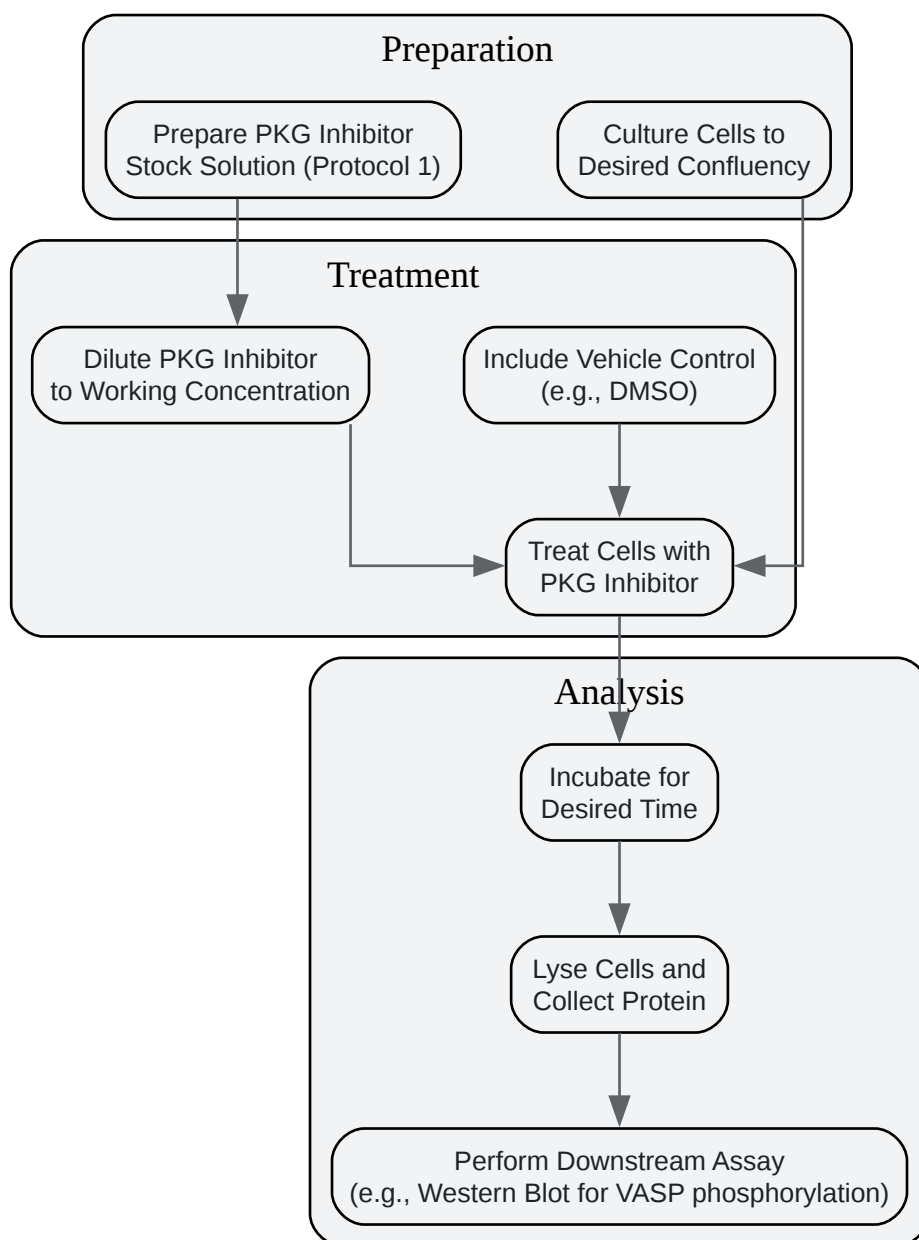 Preparation
Prepare PKG Inhibitor
Stock Solution (Protocol 1)
Culture Cells to
Desired Confluency
Treatment
Dilute PKG Inhibitor
to Working Concentration
Include Vehicle Control
(e.g., DMSO)
Treat Cells with
PKG Inhibitor
Analysis
Incubate for
Desired Time
Lyse Cells and
Collect Protein
Perform Downstream Assay
(e.g., Western Blot for VASP phosphorylation)